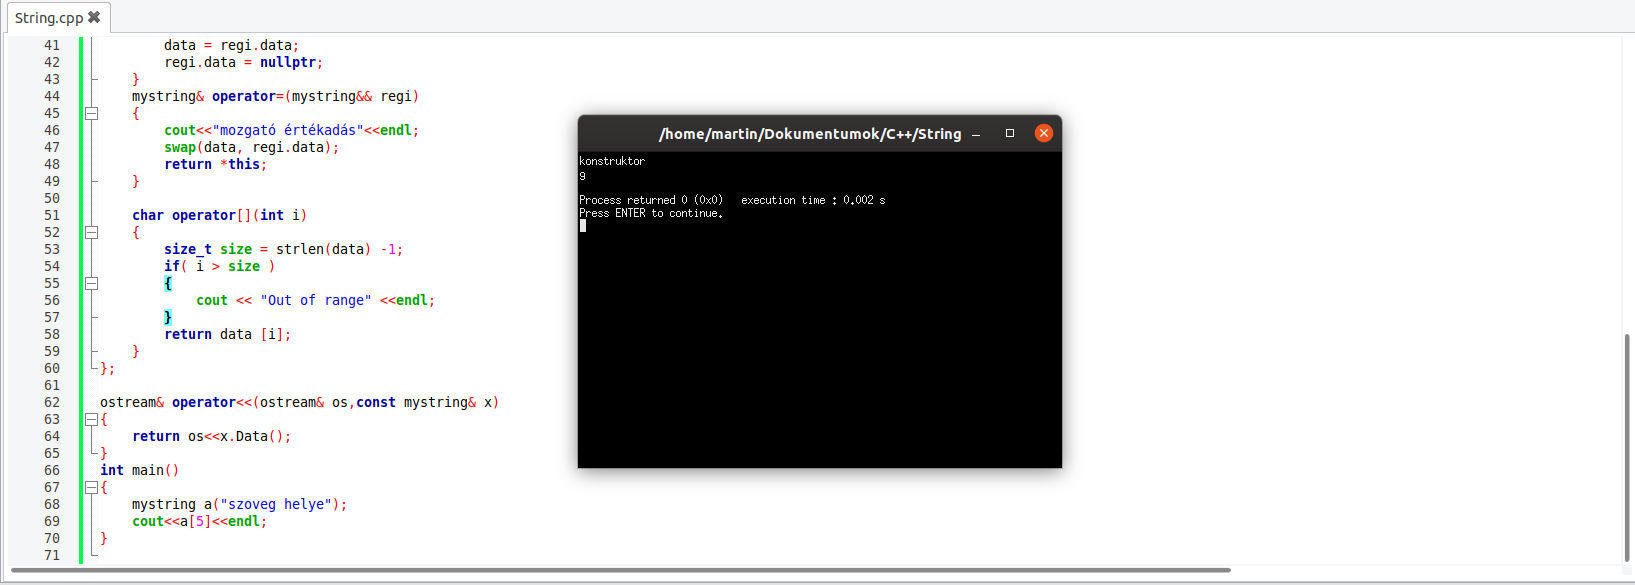 String.cpp
41 data = regi.data;
42 regi.data = nullptr;
43 }
44 mystring& operator=(mystring&& regi)
45 {
46 cout<<"mozgató értékadás"<<endl;
47 swap(data, regi.data);
48 return *this;
49 }
50
51 char operator[](int i)
52 {
53 size_t size = strlen(data) -1;
54 if( i > size )
55 {
56 cout << "Out of range" <<endl;
57 }
58 return data [i];
59 }
60 };
61
62 ostream& operator<<(ostream& os,const mystring& x)
63 {
64 return os<<x.Data();
65 }
66 int main()
67 {
68 mystring a("szoveg helye");
69 cout<<a[5]<<endl;
70 }
71
/home/martin/Dokumentumok/C++/String
konstruktor
g
Process returned 0 (0x0) execution time : 0.002 s
Press ENTER to continue.